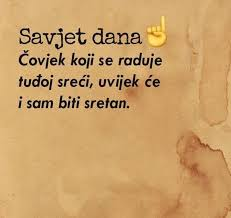 Savjet dana☝
Čovjek koji se raduje
tuđoj sreći, uvijek će
i sam biti sretan.